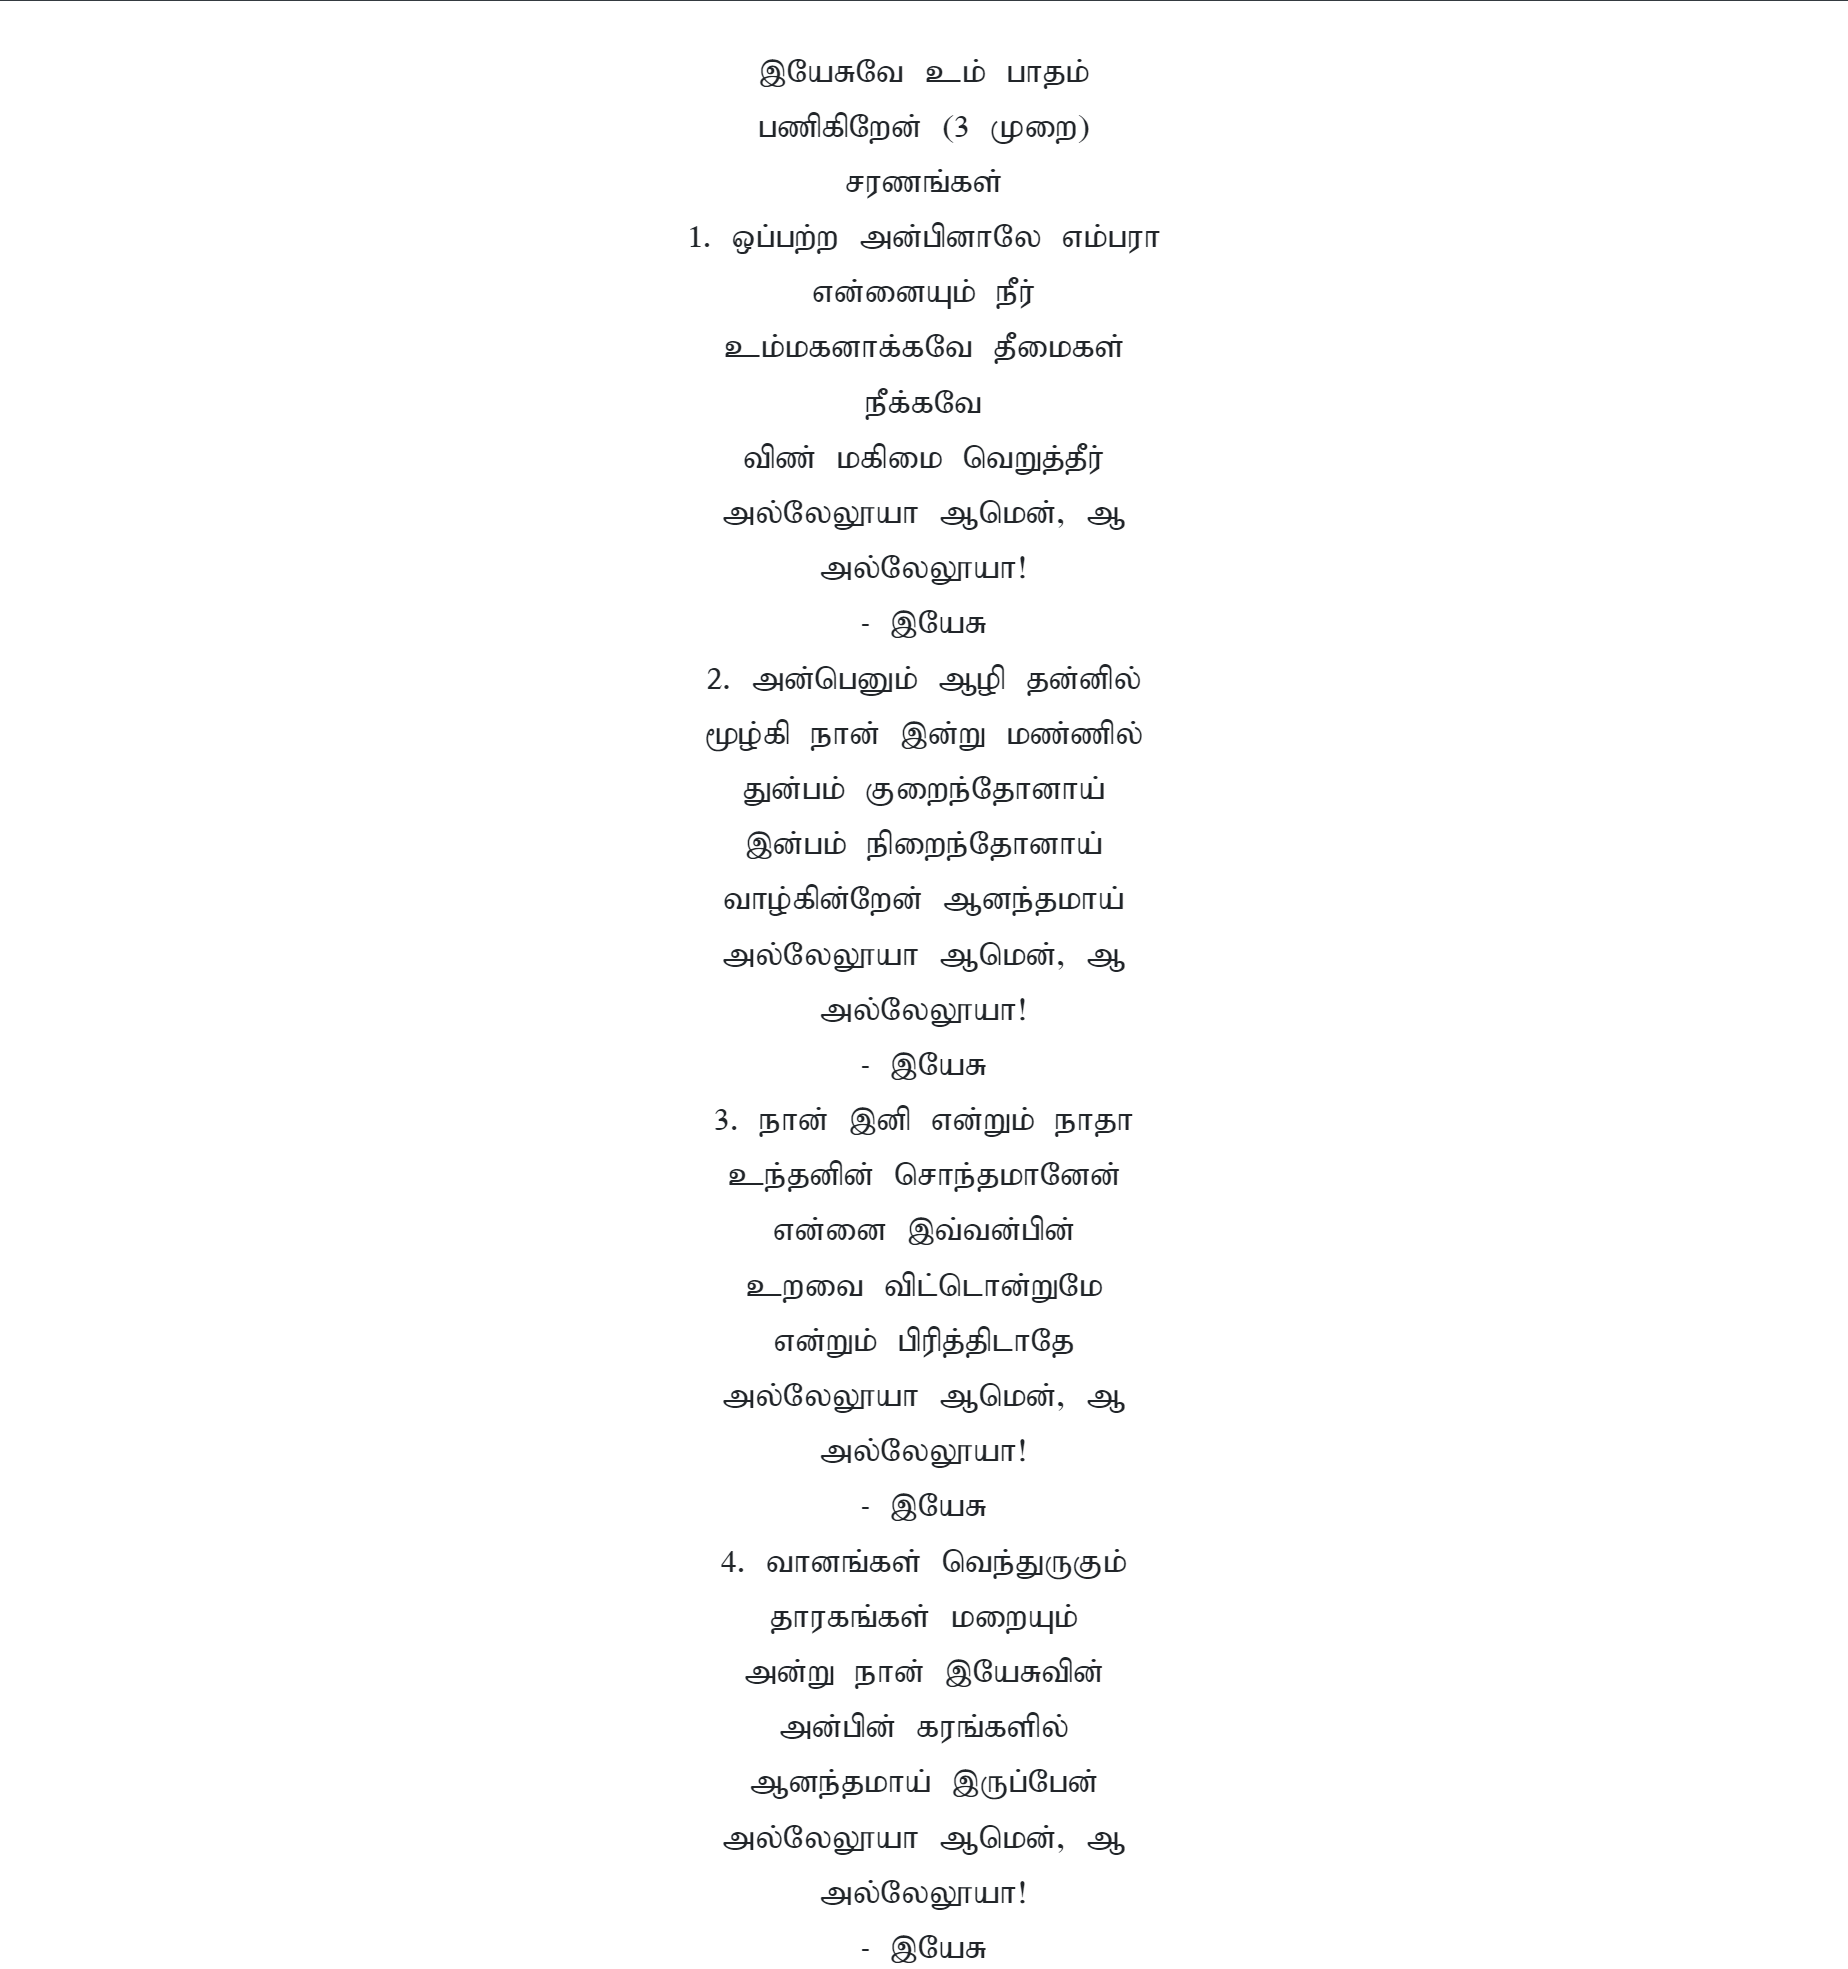 இயேசுவே உம் பாதம்
பணிகிறேன் (3 முறை)
சரணங்கள்
1. ஒப்பற்ற அன்பினாலே எம்பரா
என்னையும் நீர்
உம்மகனாக்கவே தீமைகள்
நீக்கவே
விண் மகிமை வெறுத்தீர்
அல்லேலூயா ஆமென், ஆ
அல்லேலூயா!
- இயேசு
2. அன்பெனும் ஆழி தன்னில்
மூழ்கி நான் இன்று மண்ணில்
துன்பம் குறைந்தோனாய்
இன்பம் நிறைந்தோனாய்
வாழ்கின்றேன் ஆனந்தமாய்
அல்லேலூயா ஆமென், ஆ
அல்லேலூயா!
- இயேசு
3. நான் இனி என்றும் நாதா
உந்தனின் சொந்தமானேன்
என்னை இவ்வன்பின்
உறவை விட்டொன்றுமே
என்றும் பிரித்திடாதே
அல்லேலூயா ஆமென், ஆ
அல்லேலூயா!
- இயேசு
4. வானங்கள் வெந்துருகும்
தாரகங்கள் மறையும்
அன்று நான் இயேசுவின்
அன்பின் கரங்களில்
ஆனந்தமாய் இருப்பேன்
அல்லேலூயா ஆமென், ஆ
அல்லேலூயா!
- இயேசு